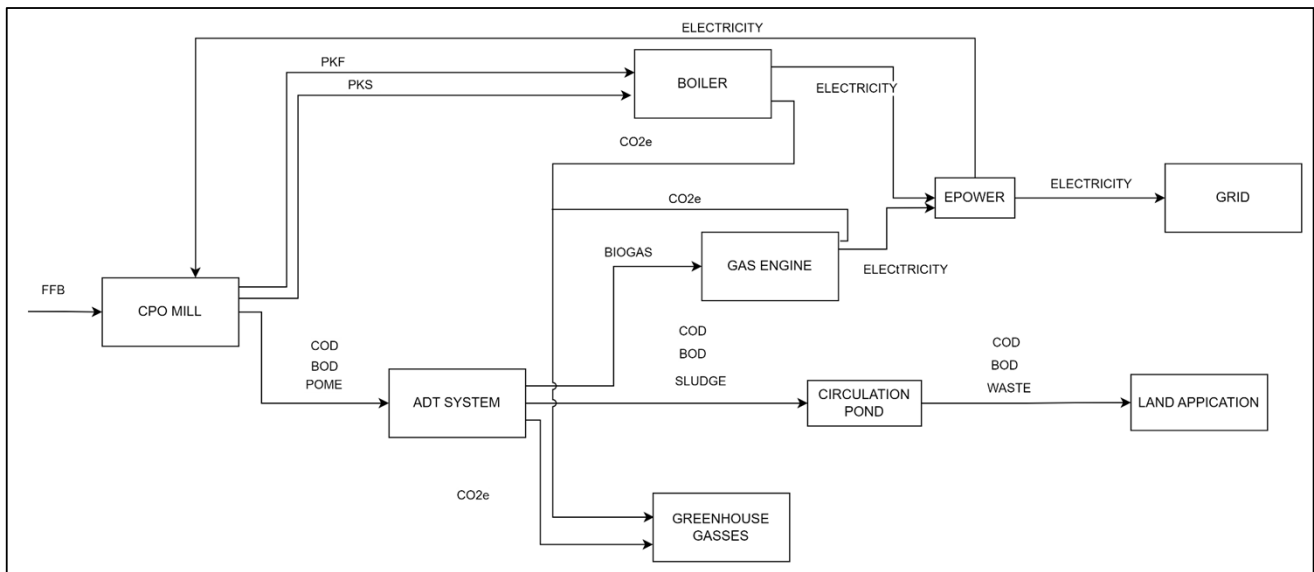 ELECTRICITY
PKF
PKS
BOILER
ELECTRICITY
CO2e
CO2e
EPOWER
ELECTRICITY
GRID
BIOGAS
GAS ENGINE
ELECtTRICITY
FFB
CPO MILL
COD
BOD
POME
ADT SYSTEM
COD
BOD
SLUDGE
CIRCULATION
POND
COD
BOD
WASTE
LAND APPICATION
CO2e
GREENHOUSE
GASSES